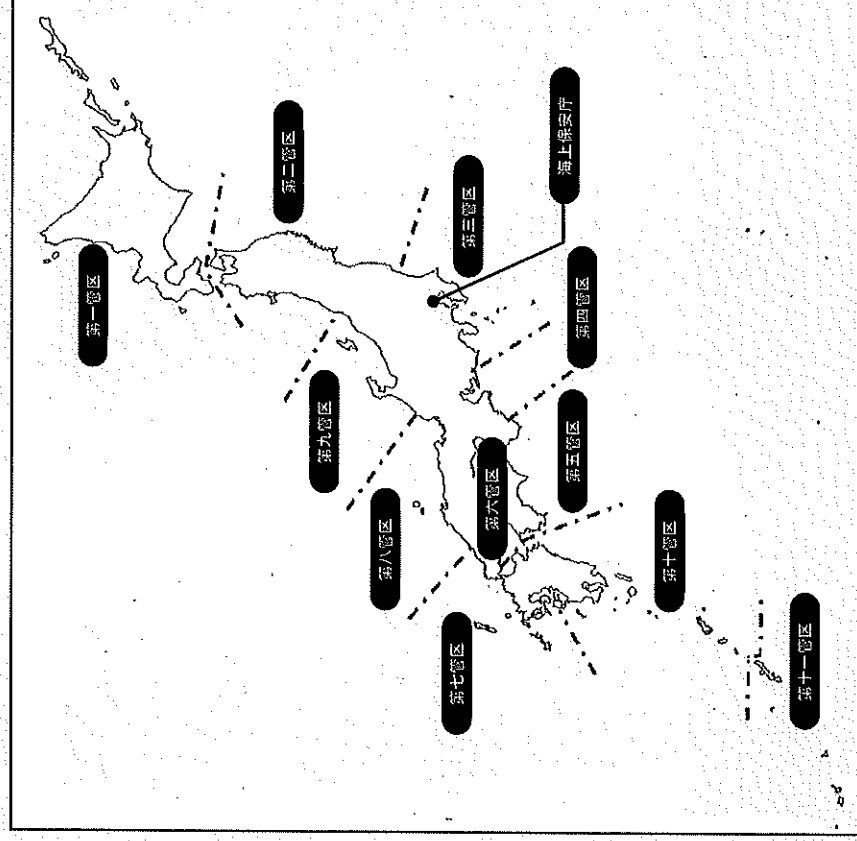 第一管区
第二管区
第三管区
海上保安庁
第四管区
第九管区
第五管区
第六管区
第八管区
第十管区
第七管区
第十一管区